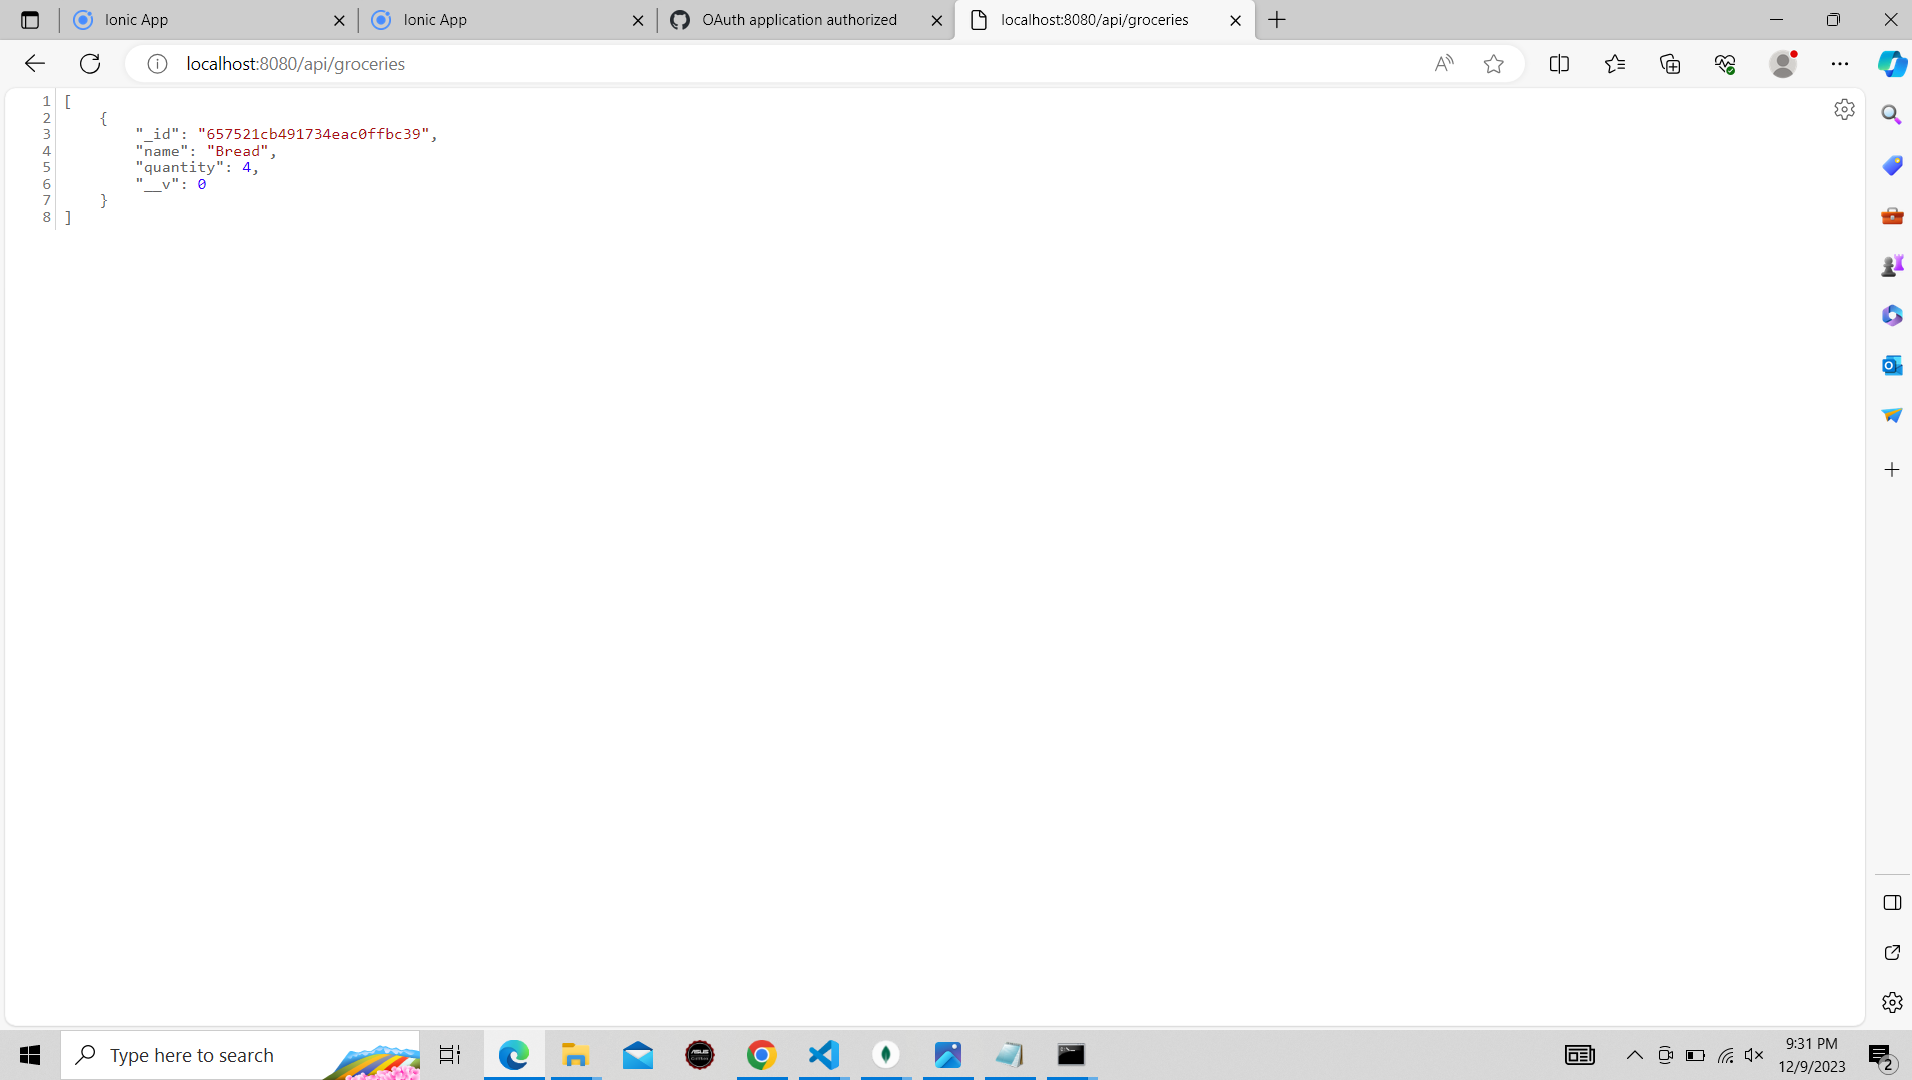 Ionic App
Ionic App
OAuth application authorized
localhost:8080/api/groceries
localhost:8080/api/groceries
1 [
2 {
3 "_id": "657521cb491734eac0ffbc39",
4 "name": "Bread",
5 "quantity": 4,
6 "__v": 0
7 }
8 ]
Type here to search
9:31 PM
12/9/2023
2